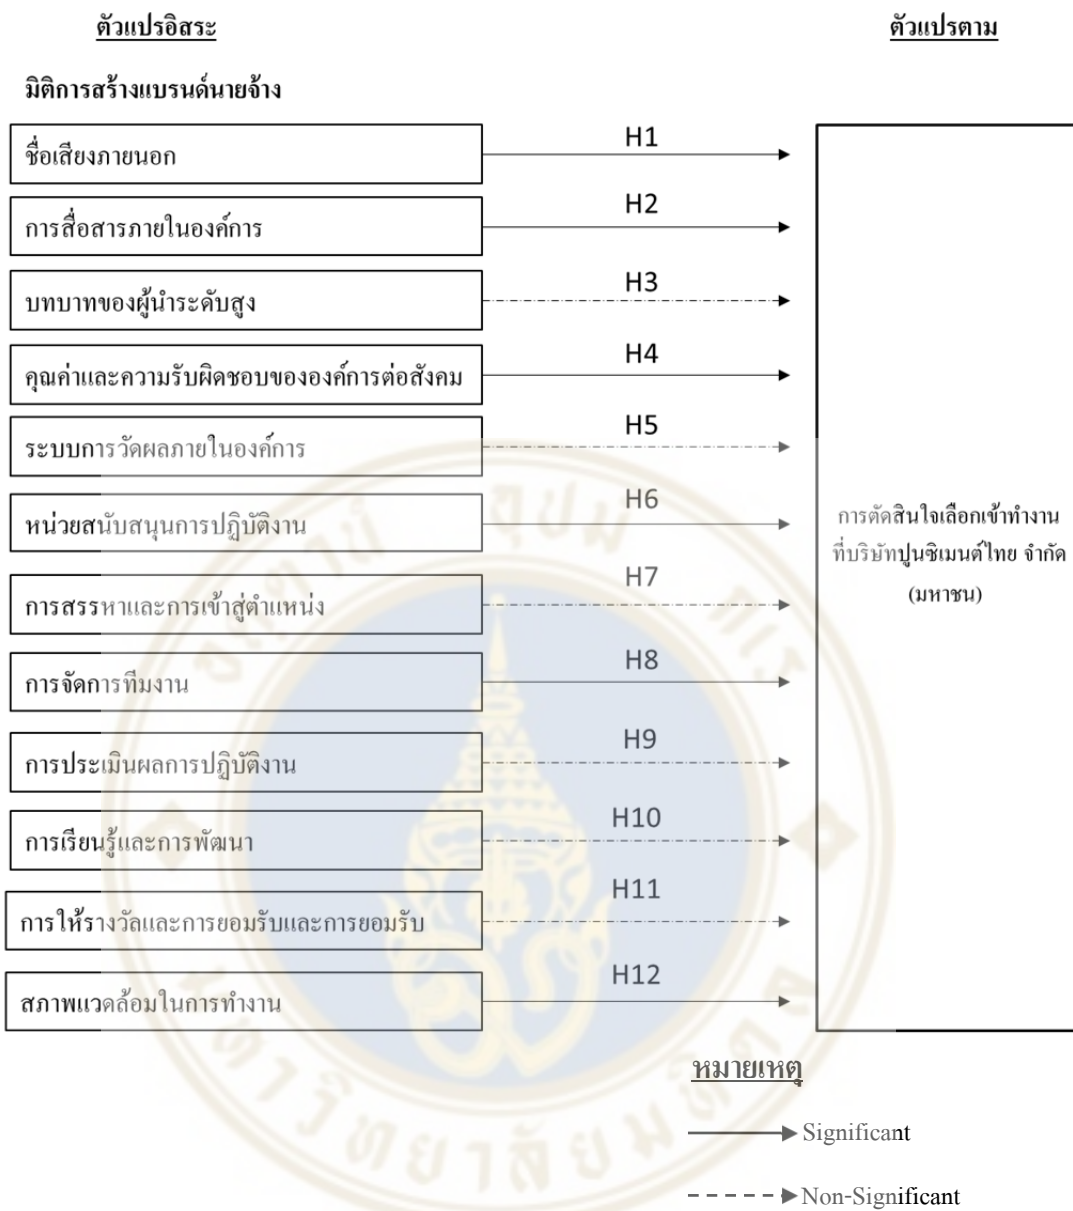 ตัวแปรอิสระ
ตัวแปรตาม
มิติการสร้างแบรนด์นายจ้าง
ชื่อเสียงภายนอก
H1
การสื่อสารภายในองค์การ
H2
บทบาทของผู้นำระดับสูง
H3
คุณค่าและความรับผิดชอบขององค์การต่อสังคม
H4
ระบบการวัดผลภายในองค์การ
H5
หน่วยสนับสนุนการปฏิบัติงาน
H6
การสรรหาและการเข้าสู่ตำแหน่ง
H7
การจัดการทีมงาน
H8
การประเมินผลการปฏิบัติงาน
H9
การเรียนรู้และการพัฒนา
H10
การให้รางวัลและการยอมรับและการยอมรับ
H11
สภาพแวดล้อมในการทำงาน
H12
การตัดสินใจเลือกเข้าทำงาน
ที่บริษัทปูนซิเมนต์ไทย จำกัด
(มหาชน)
หมายเหตุ
Significant
Non-Significant
มหาวิทยาลัยมหิดล